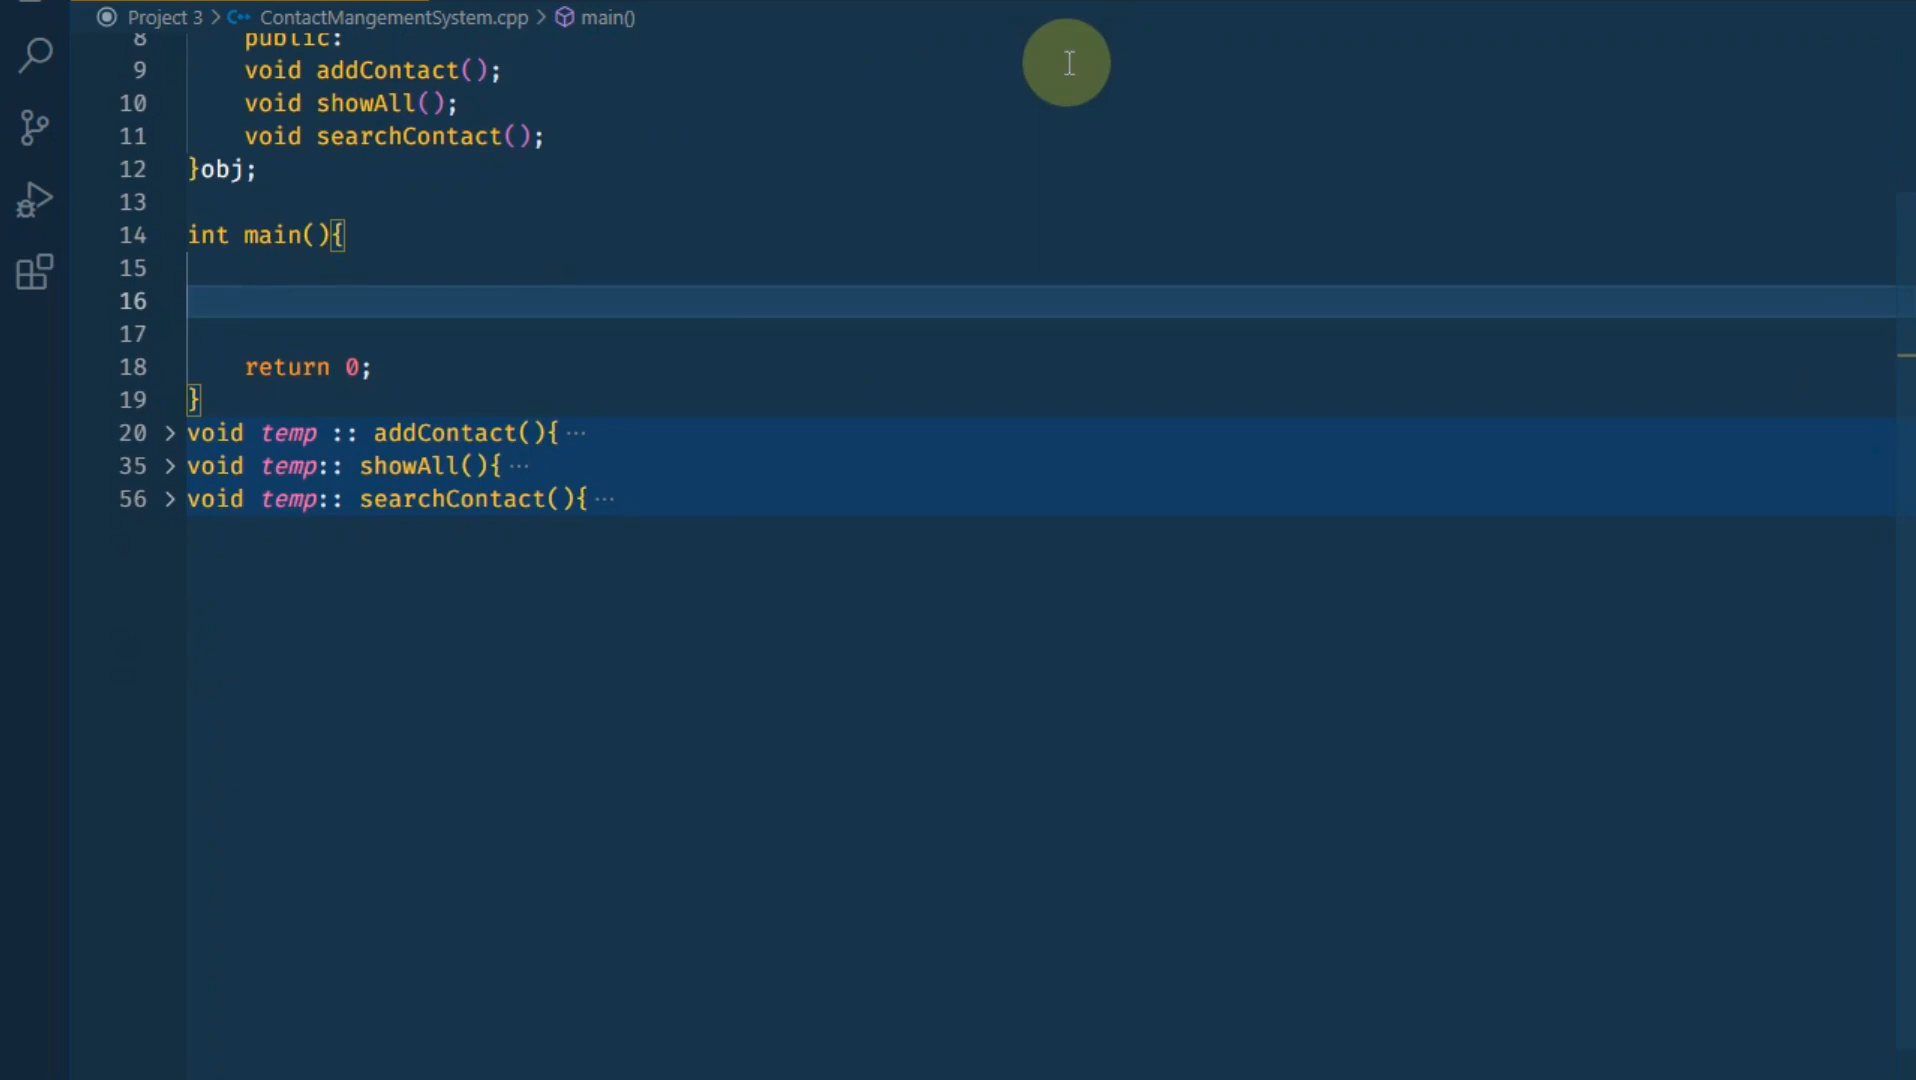 Project 3 > C++ ContactMangementSystem.cpp > main()
8 public:
9 void addContact();
10 void showAll();
11 void searchContact();
12 }obj;
13
14 int main(){
15
16
17
18 return 0;
19 }
20 > void temp :: addContact(){ ···
35 > void temp:: showAll(){ ···
56 > void temp:: searchContact(){ ···